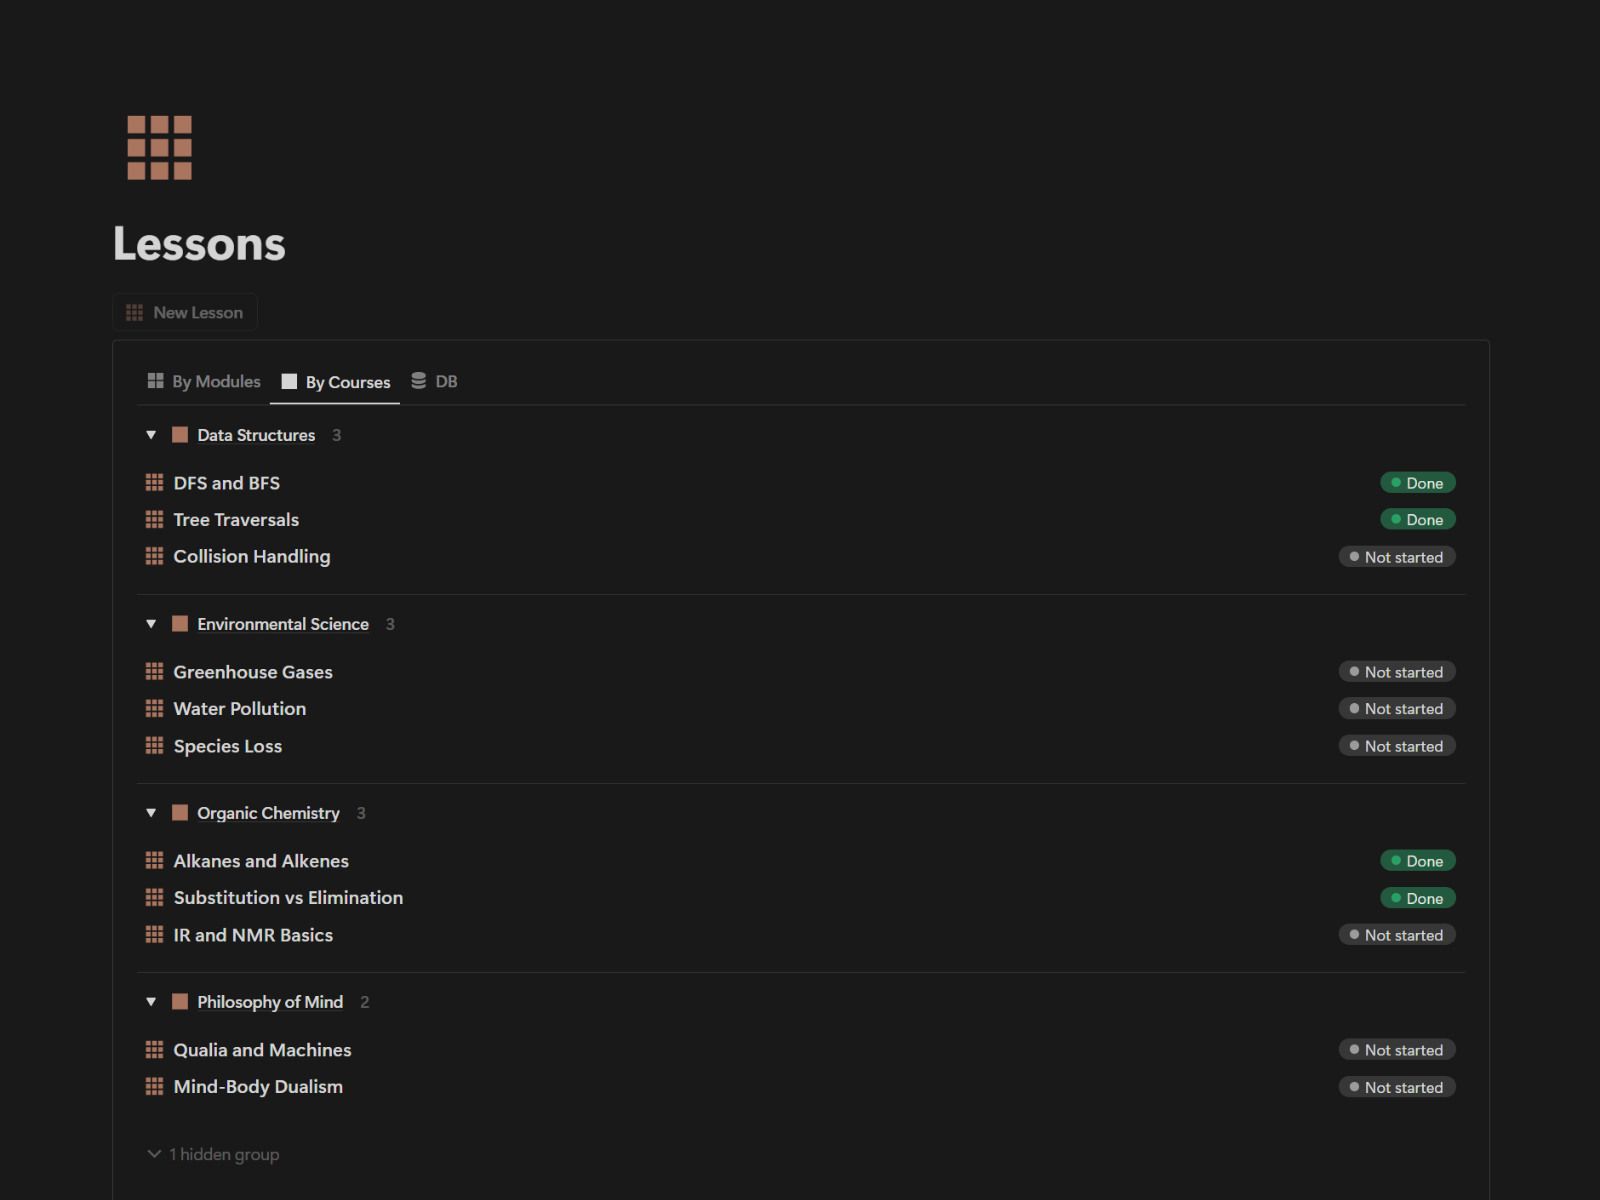 Lessons
New Lesson
By Modules By Courses DB
Data Structures 3
DFS and BFS Done
Tree Traversals Done
Collision Handling Not started
Environmental Science 3
Greenhouse Gases Not started
Water Pollution Not started
Species Loss Not started
Organic Chemistry 3
Alkanes and Alkenes Done
Substitution vs Elimination Done
IR and NMR Basics Not started
Philosophy of Mind 2
Qualia and Machines Not started
Mind-Body Dualism Not started
1 hidden group